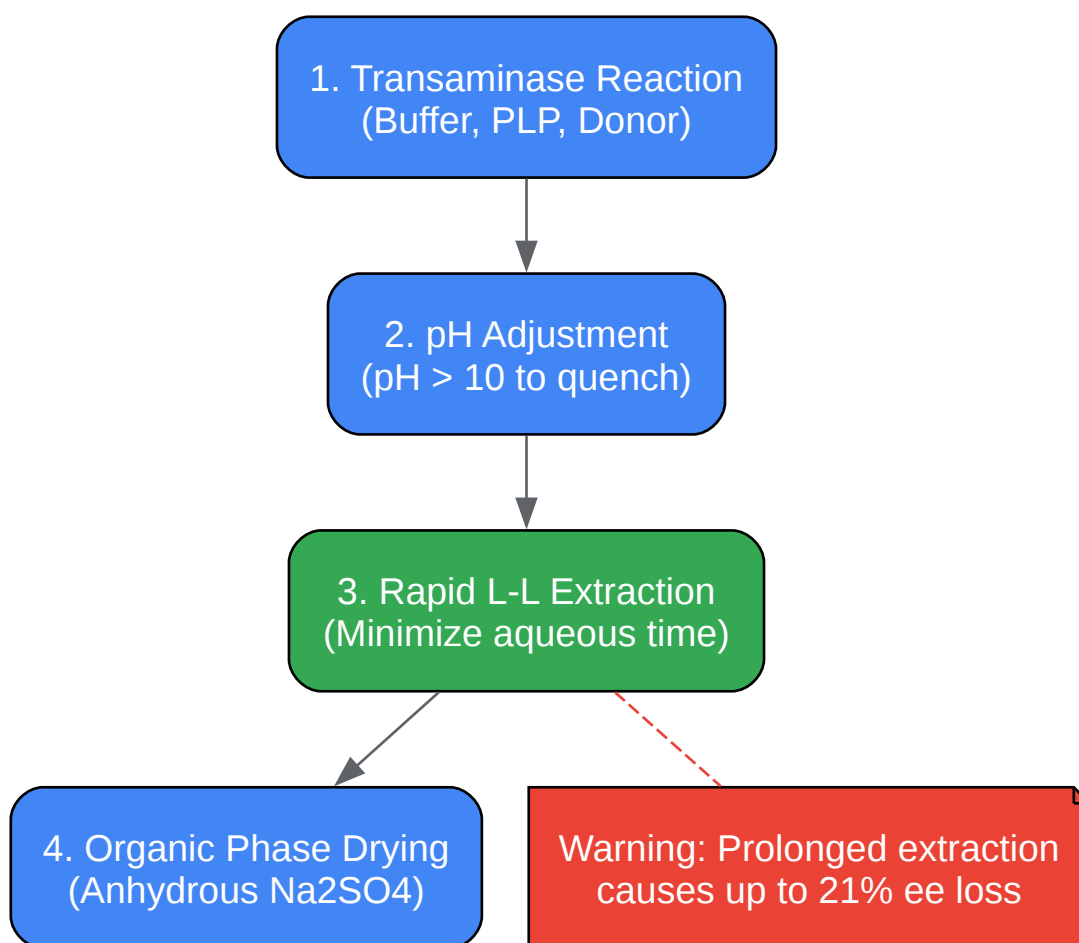 1. Transaminase Reaction
(Buffer, PLP, Donor)
2. pH Adjustment
(pH > 10 to quench)
3. Rapid L-L Extraction
(Minimize aqueous time)
4. Organic Phase Drying
(Anhydrous Na2SO4)
Warning: Prolonged extraction
causes up to 21% ee loss